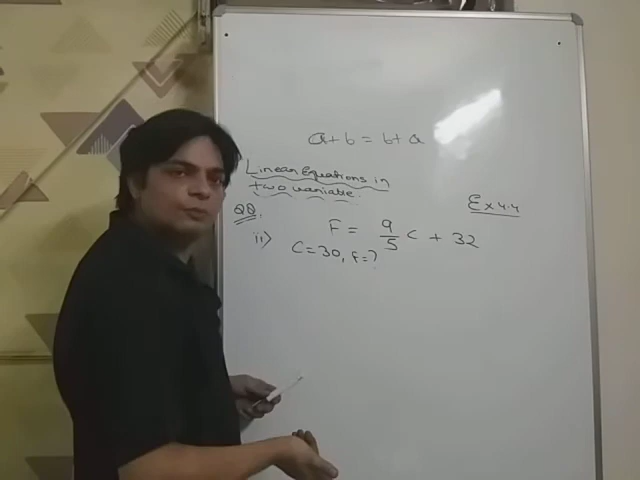 a + b = b + a
Linear Equations in
two variable.
Ex 4.4
Q8.
F = 9/5 C + 32
ii) C = 30, F = ?